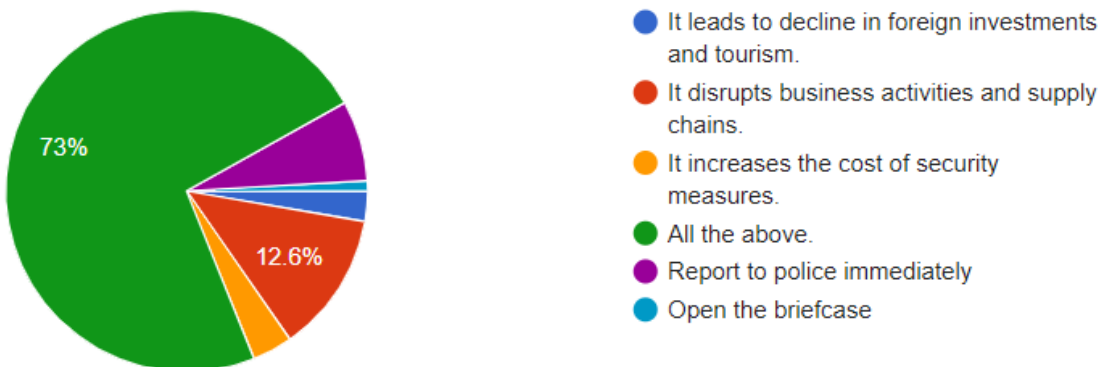 73%
12.6%
It leads to decline in foreign investments
and tourism.
It disrupts business activities and supply
chains.
It increases the cost of security
measures.
All the above.
Report to police immediately
Open the briefcase